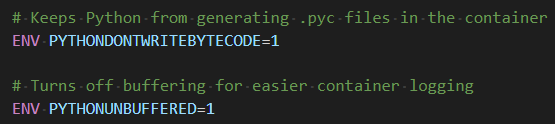 # Keeps Python from generating .pyc files in the container
ENV PYTHONDONTWRITEBYTECODE=1
# Turns off buffering for easier container logging
ENV PYTHONUNBUFFERED=1